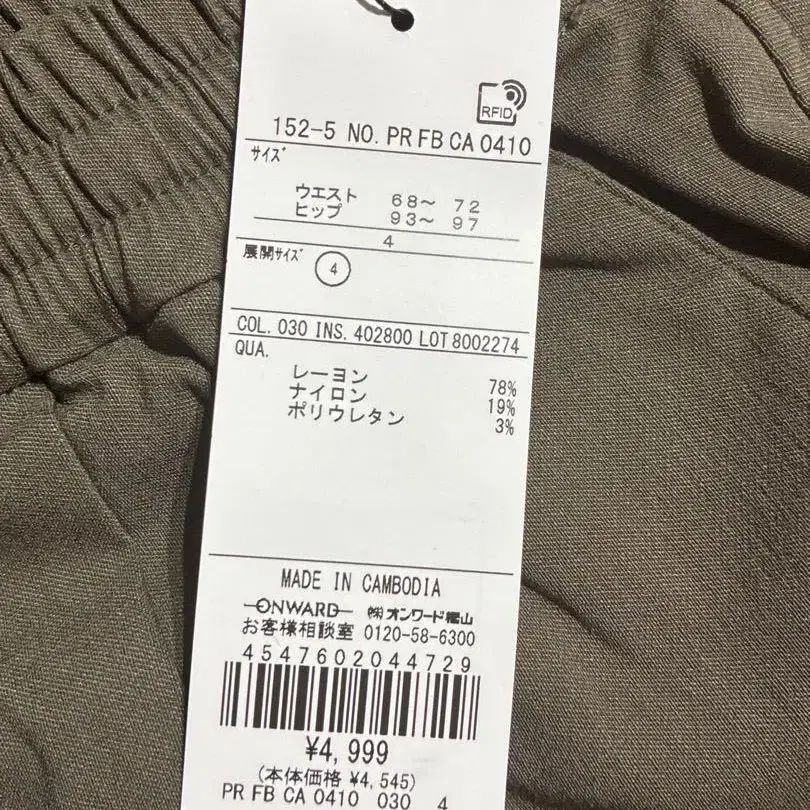 RFID
152-5 NO. PR FB CA 0410
サイズ
ウエスト 68～ 72
ヒップ 93～ 97
4
展開サイズ 4
COL. 030 INS. 402800 LOT 8002274
QUA.
レーヨン 78%
ナイロン 19%
ポリウレタン 3%
MADE IN CAMBODIA
ONWARD ㈱オンワード樫山
お客様相談室 0120-58-6300
4547602044729
¥4,999
(本体価格 ¥4,545)
PR FB CA 0410 030 4